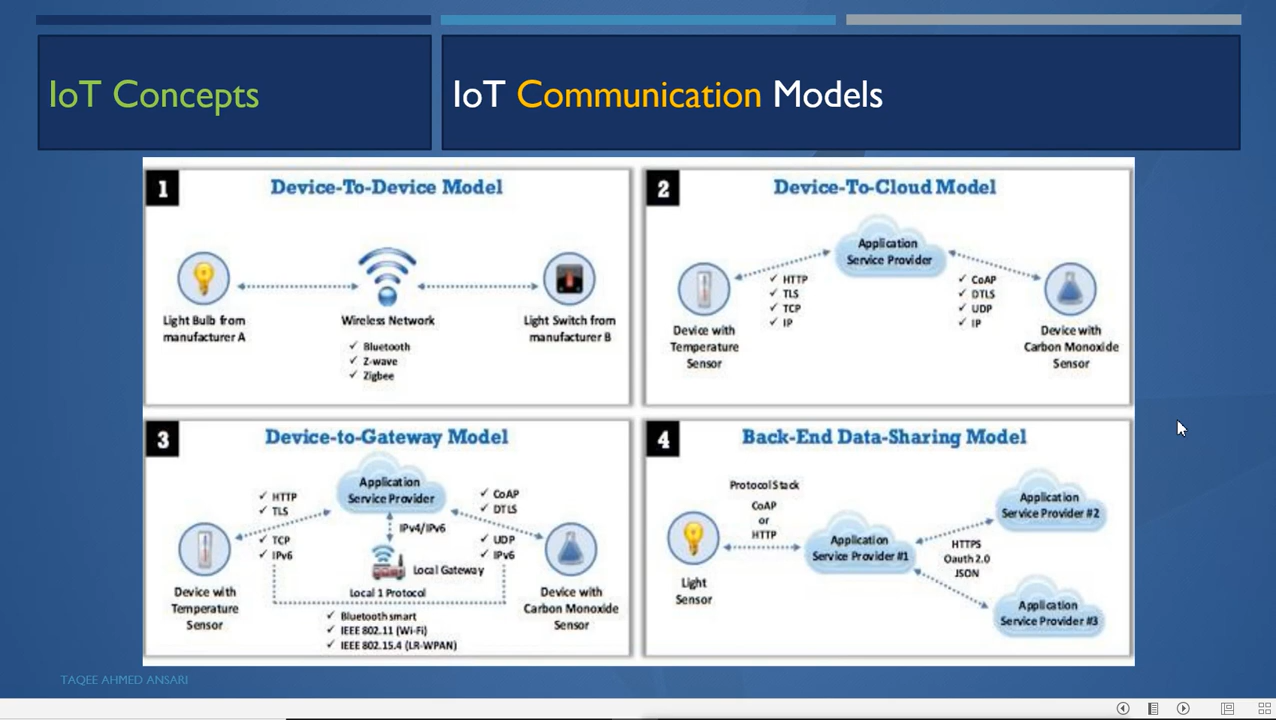 IoT Concepts
IoT Communication Models
1
Device-To-Device Model
Light Bulb from
manufacturer A
Wireless Network
✓ Bluetooth
✓ Z-wave
✓ Zigbee
Light Switch from
manufacturer B
2
Device-To-Cloud Model
Application
Service Provider
✓ HTTP
✓ TLS
✓ TCP
✓ IP
✓ CoAP
✓ DTLS
✓ UDP
✓ IP
Device with
Temperature
Sensor
Device with
Carbon Monoxide
Sensor
3
Device-to-Gateway Model
Application
Service Provider
✓ HTTP
✓ TLS
✓ TCP
✓ IPv6
✓ CoAP
✓ DTLS
✓ UDP
✓ IPv6
IPv4/IPv6
Local Gateway
Device with
Temperature
Sensor
Local 1 Protocol
✓ Bluetooth smart
✓ IEEE 802.11 (Wi-Fi)
✓ IEEE 802.15.4 (LR-WPAN)
Device with
Carbon Monoxide
Sensor
4
Back-End Data-Sharing Model
Protocol Stack
CoAP
or
HTTP
Light
Sensor
Application
Service Provider #1
HTTPS
Oauth 2.0
JSON
Application
Service Provider #2
Application
Service Provider #3
TAQEE AHMED ANSARI